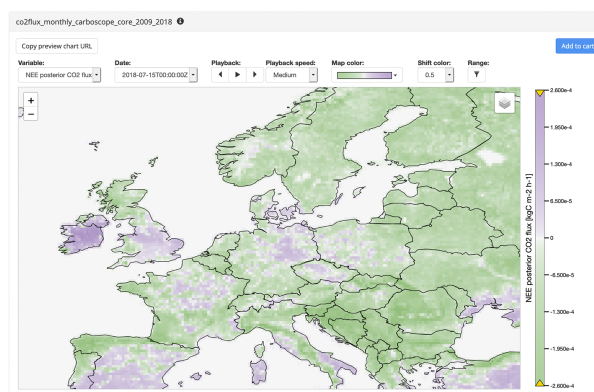 co2flux_monthly_carboscope_core_2009_2018
Copy preview chart URL
Add to cart
Variable:
Date:
Playback:
Playback speed:
Map color:
Shift color:
Range:
NEE posterior CO2 flux
2018-07-15T00:00:00Z
Medium
0.5
+
−
2.600e-4
1.950e-4
1.300e-4
6.500e-5
0
-6.500e-5
-1.300e-4
-1.950e-4
-2.600e-4
NEE posterior CO2 flux [kgC m-2 h-1]